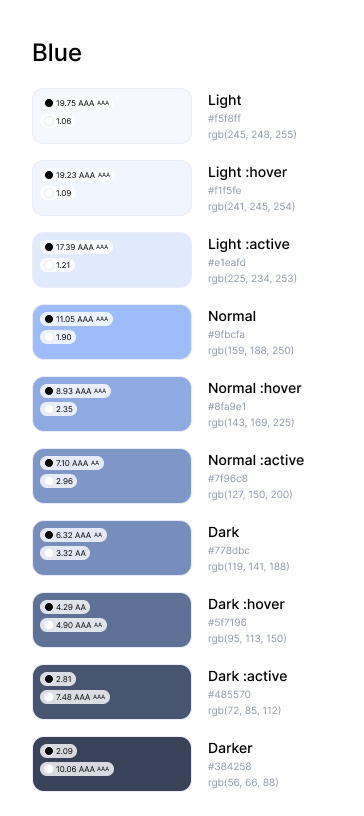 Blue
19.75 AAA AAA
1.06
Light
#f5f8ff
rgb(245, 248, 255)
19.23 AAA AAA
1.09
Light :hover
#f1f5fe
rgb(241, 245, 254)
17.39 AAA AAA
1.21
Light :active
#e1eafd
rgb(225, 234, 253)
11.05 AAA AAA
1.90
Normal
#9fbcfa
rgb(159, 188, 250)
8.93 AAA AAA
2.35
Normal :hover
#8fa9e1
rgb(143, 169, 225)
7.10 AAA AA
2.96
Normal :active
#7f96c8
rgb(127, 150, 200)
6.32 AAA AA
3.32 AA
Dark
#778dbc
rgb(119, 141, 188)
4.29 AA
4.90 AAA AA
Dark :hover
#5f7196
rgb(95, 113, 150)
2.81
7.48 AAA AAA
Dark :active
#485570
rgb(72, 85, 112)
2.09
10.06 AAA AAA
Darker
#384258
rgb(56, 66, 88)